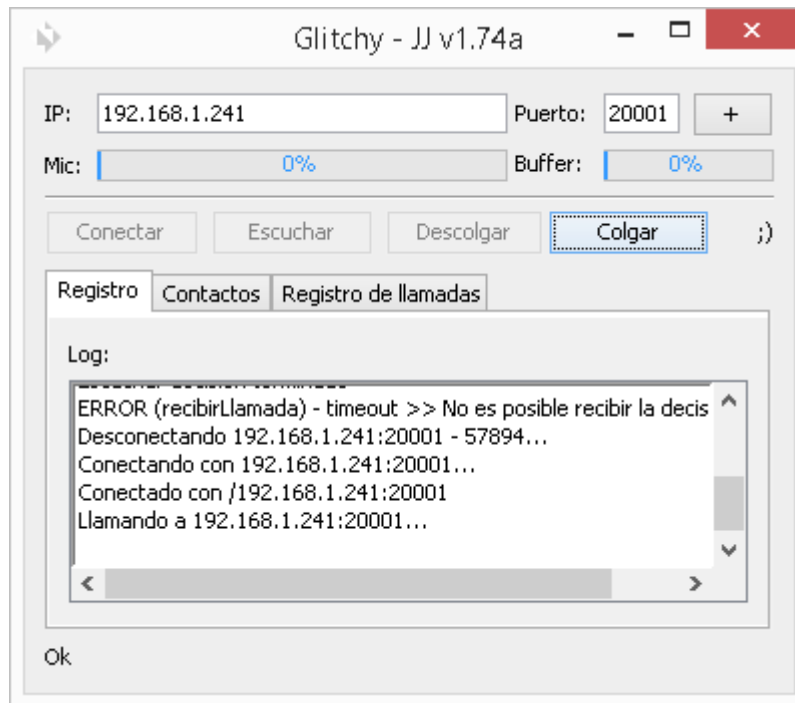 Glitchy - JJ v1.74a
IP: 192.168.1.241 Puerto: 20001 +
Mic: 0% Buffer: 0%
Conectar Escuchar Descolgar Colgar ;)
Registro Contactos Registro de llamadas
Log:
ERROR (recibirLlamada) - timeout >> No es posible recibir la decis
Desconectando 192.168.1.241:20001 - 57894...
Conectando con 192.168.1.241:20001...
Conectado con /192.168.1.241:20001
Llamando a 192.168.1.241:20001...
Ok